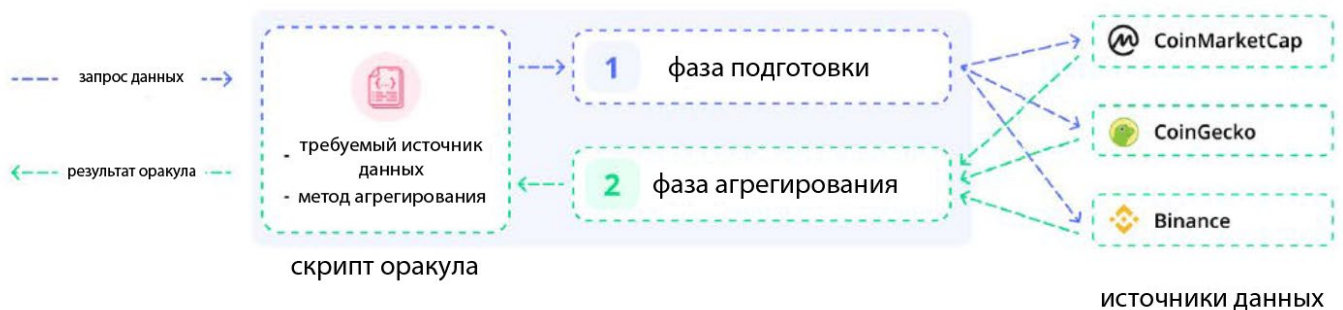 запрос данных
результат оракула
{...}
- требуемый источник
данных
- метод агрегирования
скрипт оракула
1 фаза подготовки
2 фаза агрегирования
CoinMarketCap
CoinGecko
Binance
источники данных